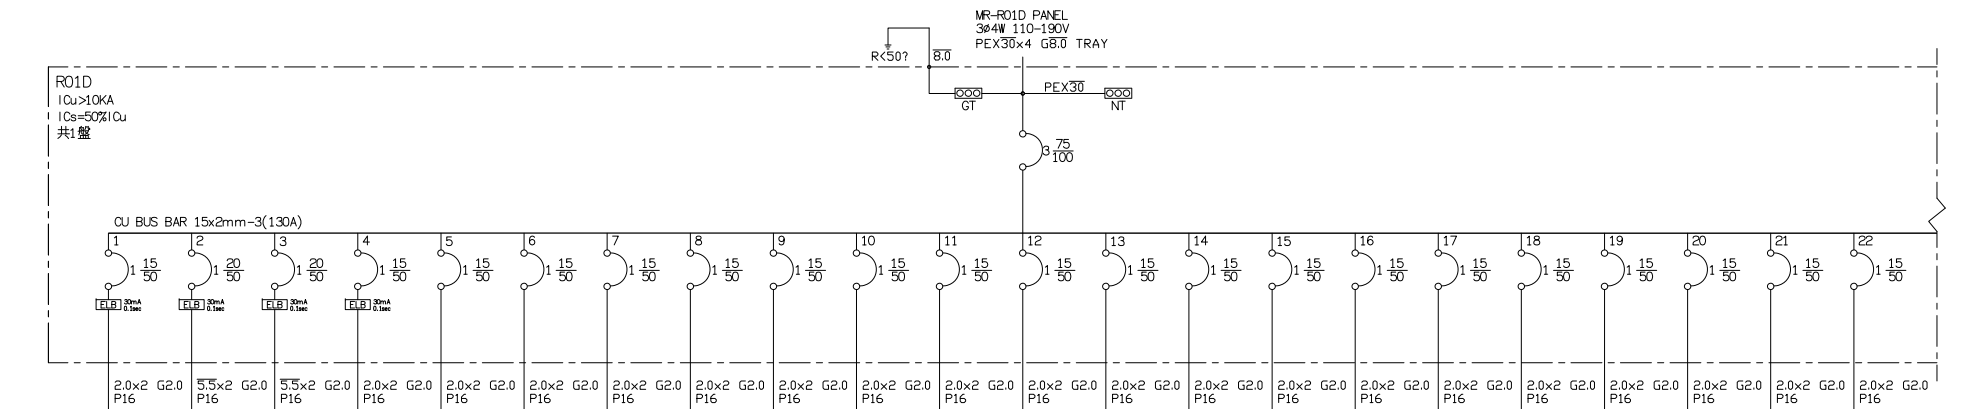 MR-R01D PANEL
3ø4W 110-190V
PEX30x4 G8.0 TRAY
R<50?
8.0
R01D
ICu>10KA
ICs=50%ICu
共1盤
GT
PEX30
NT
3 75/100
CU BUS BAR 15x2mm-3(130A)
1 2 3 4 5 6 7 8 9 10 11 12 13 14 15 16 17 18 19 20 21 22
1 15/50 1 20/50 1 20/50 1 15/50 1 15/50 1 15/50 1 15/50 1 15/50 1 15/50 1 15/50 1 15/50 1 15/50 1 15/50 1 15/50 1 15/50 1 15/50 1 15/50 1 15/50 1 15/50 1 15/50 1 15/50 1 15/50
ELB 30mA ELB 30mA ELB 30mA ELB 30mA
0.1sec 0.1sec 0.1sec 0.1sec
2.0x2 G2.0 5.5x2 G2.0 5.5x2 G2.0 2.0x2 G2.0 2.0x2 G2.0 2.0x2 G2.0 2.0x2 G2.0 2.0x2 G2.0 2.0x2 G2.0 2.0x2 G2.0 2.0x2 G2.0 2.0x2 G2.0 2.0x2 G2.0 2.0x2 G2.0 2.0x2 G2.0 2.0x2 G2.0 2.0x2 G2.0 2.0x2 G2.0 2.0x2 G2.0 2.0x2 G2.0 2.0x2 G2.0 2.0x2 G2.0
P16 P16 P16 P16 P16 P16 P16 P16 P16 P16 P16 P16 P16 P16 P16 P16 P16 P16 P16 P16 P16 P16